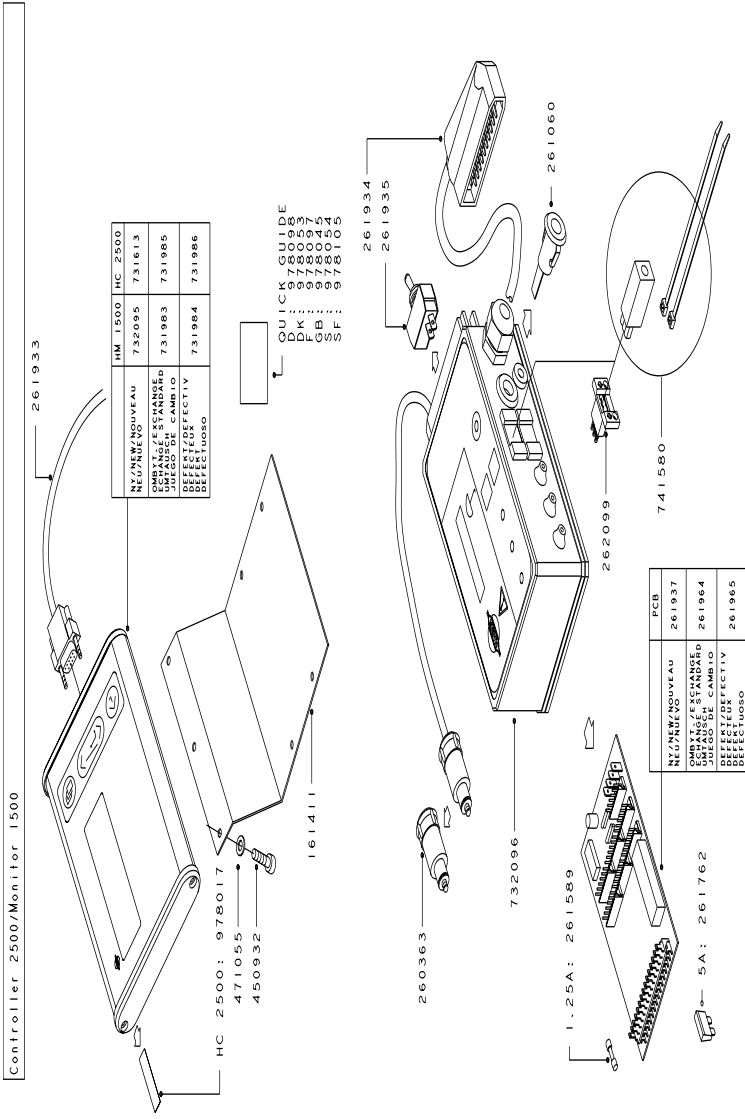 Controller 2500/Monitor 1500
261933
HM 1500 HC 2500
NY/NEW/NOUVEAU 732095 731613
NEU/NUEVO
OMBYT./EXCHANGE 731983 731985
ECHANGE STANDARD
UMTAUSCH
JUEGO DE CAMBIO
DEFEKT/DEFECTIV 731984 731986
DEFECTEUX
DEFEKT
DEFECTUOSO
HC 2500: 978017
471055
450932
161411
QUICK GUIDE
D : 978098
DK: 978053
F : 978097
GB: 978045
S : 978054
SF: 978105
261934
261935
261060
260363
732096
262099
741580
1.25A: 261589
5A: 261762
PCB
NY/NEW/NOUVEAU 261937
NEU/NUEVO
OMBYT./EXCHANGE 261964
ECHANGE STANDARD
UMTAUSCH
JUEGO DE CAMBIO
DEFEKT/DEFECTIV 261965
DEFECTEUX
DEFEKT
DEFECTUOSO